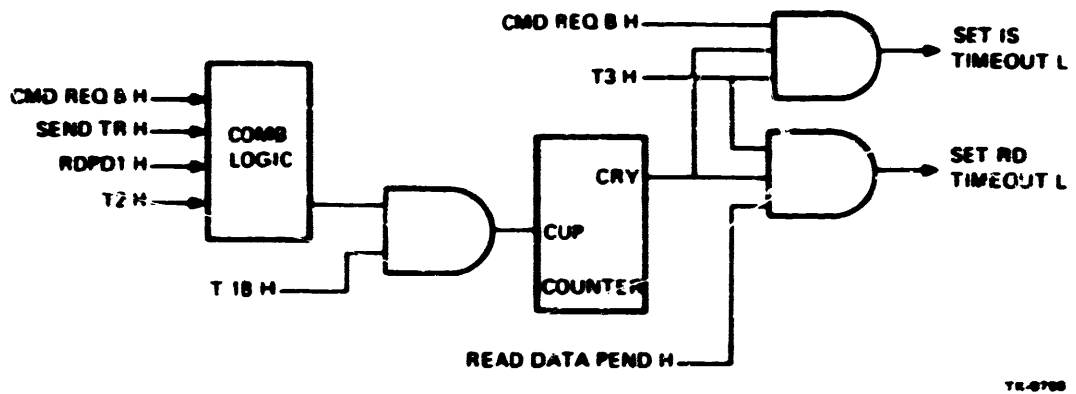 CMD REQ B H
SET IS
TIMEOUT L
T3 H
CMD REQ B H
SEND TR H
RDPD1 H
T2 H
COMB
LOGIC
CRY
SET RD
TIMEOUT L
CUP
T 1B H
COUNTER
READ DATA PEND H